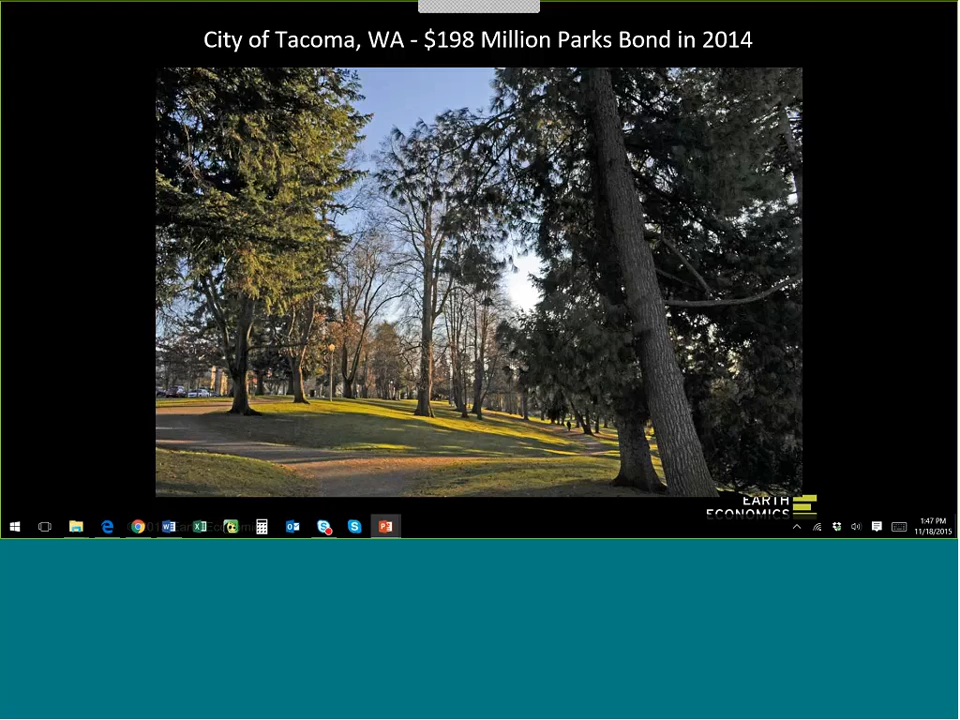 City of Tacoma, WA - $198 Million Parks Bond in 2014
EARTH
ECONOMICS
1:47 PM
11/18/2015